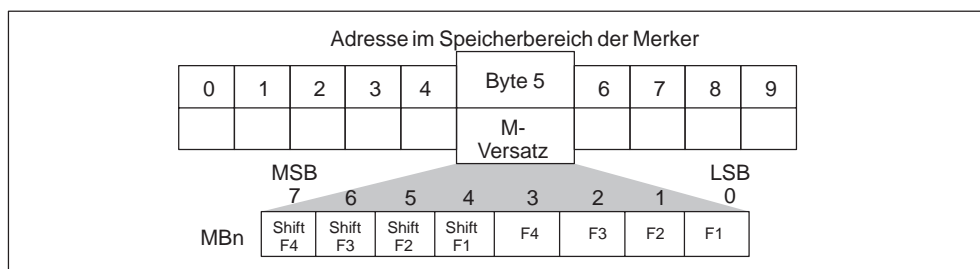 Adresse im Speicherbereich der Merker
0 1 2 3 4 Byte 5 6 7 8 9
M-
Versatz
MSB LSB
7 6 5 4 3 2 1 0
MBn Shift F4 Shift F3 Shift F2 Shift F1 F4 F3 F2 F1